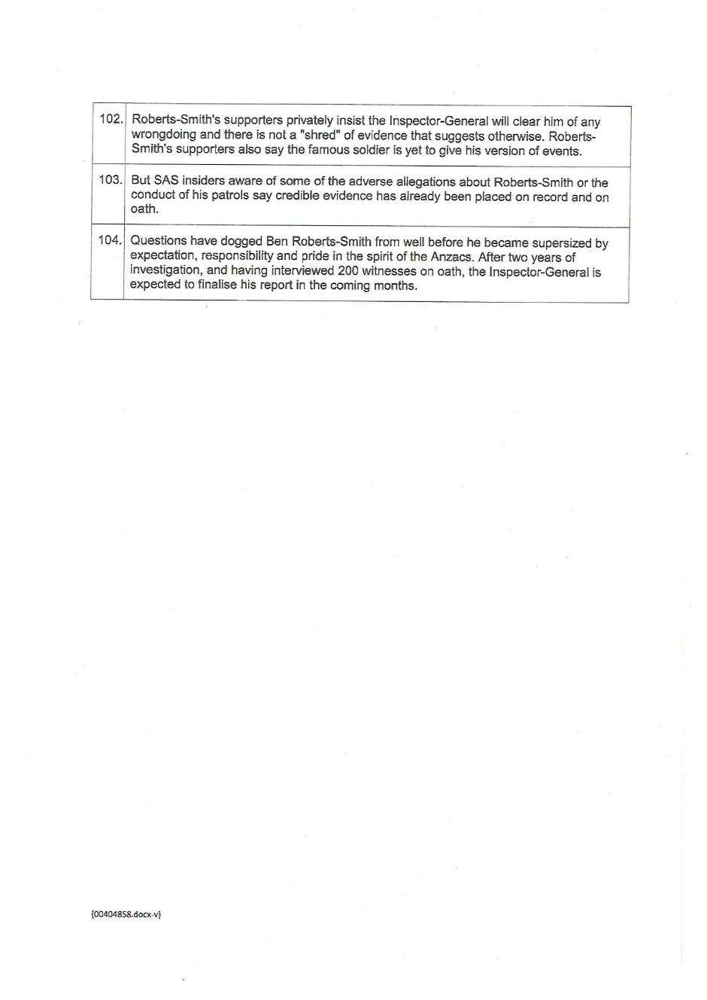 102. Roberts-Smith's supporters privately insist the Inspector-General will clear him of any
wrongdoing and there is not a "shred" of evidence that suggests otherwise. Roberts-
Smith's supporters also say the famous soldier is yet to give his version of events.
103. But SAS insiders aware of some of the adverse allegations about Roberts-Smith or the
conduct of his patrols say credible evidence has already been placed on record and on
oath.
104. Questions have dogged Ben Roberts-Smith from well before he became supersized by
expectation, responsibility and pride in the spirit of the Anzacs. After two years of
investigation, and having interviewed 200 witnesses on oath, the Inspector-General is
expected to finalise his report in the coming months.
{00404858.docx-v}